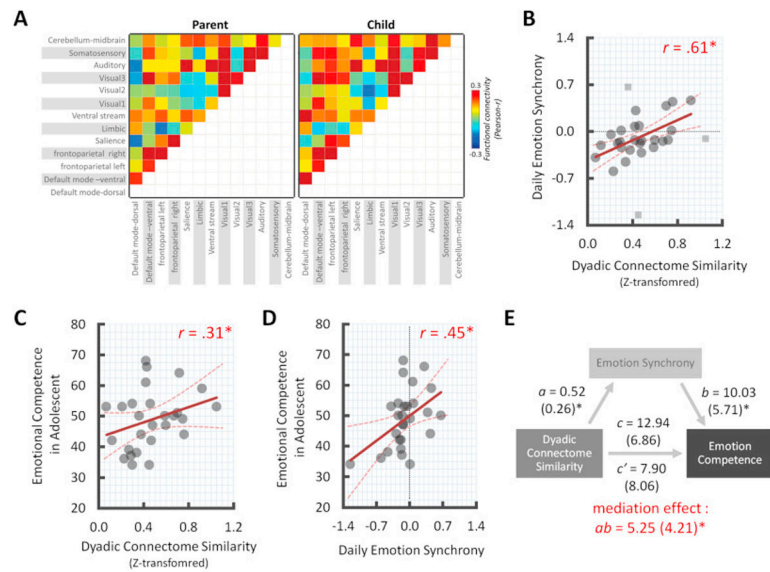 A
Parent
Child
Cerebellum-midbrain
Somatosensory
Auditory
Visual3
Visual2
Visual1
Ventral stream
Limbic
Salience
frontoparietal right
frontoparietal left
Default mode –ventral
Default mode-dorsal
Default mode-dorsal
Default mode –ventral
frontoparietal left
frontoparietal right
Salience
Limbic
Ventral stream
Visual1
Visual2
Visual3
Auditory
Somatosensory
Cerebellum-midbrain
Default mode-dorsal
Default mode –ventral
frontoparietal left
frontoparietal right
Salience
Limbic
Ventral stream
Visual1
Visual2
Visual3
Auditory
Somatosensory
Cerebellum-midbrain
0.3
-0.3
Functional connectivity
(Pearson-r)
B
r = .61*
Daily Emotion Synchrony
1.4
0.7
-0.0
-0.7
-1.4
0.0
0.4
0.8
1.2
Dyadic Connectome Similarity
(Z-transfomred)
C
r = .31*
Emotional Competence
in Adolescent
80
70
60
50
40
30
20
0.0
0.4
0.8
1.2
Dyadic Connectome Similarity
(Z-transfomred)
D
r = .45*
Emotional Competence
in Adolescent
80
70
60
50
40
30
20
-1.4
-0.7
0.0
0.7
1.4
Daily Emotion Synchrony
E
Emotion Synchrony
a = 0.52
(0.26)*
b = 10.03
(5.71)*
Dyadic
Connectome
Similarity
c = 12.94
(6.86)
c′ = 7.90
(8.06)
Emotion
Competence
mediation effect :
ab = 5.25 (4.21)*